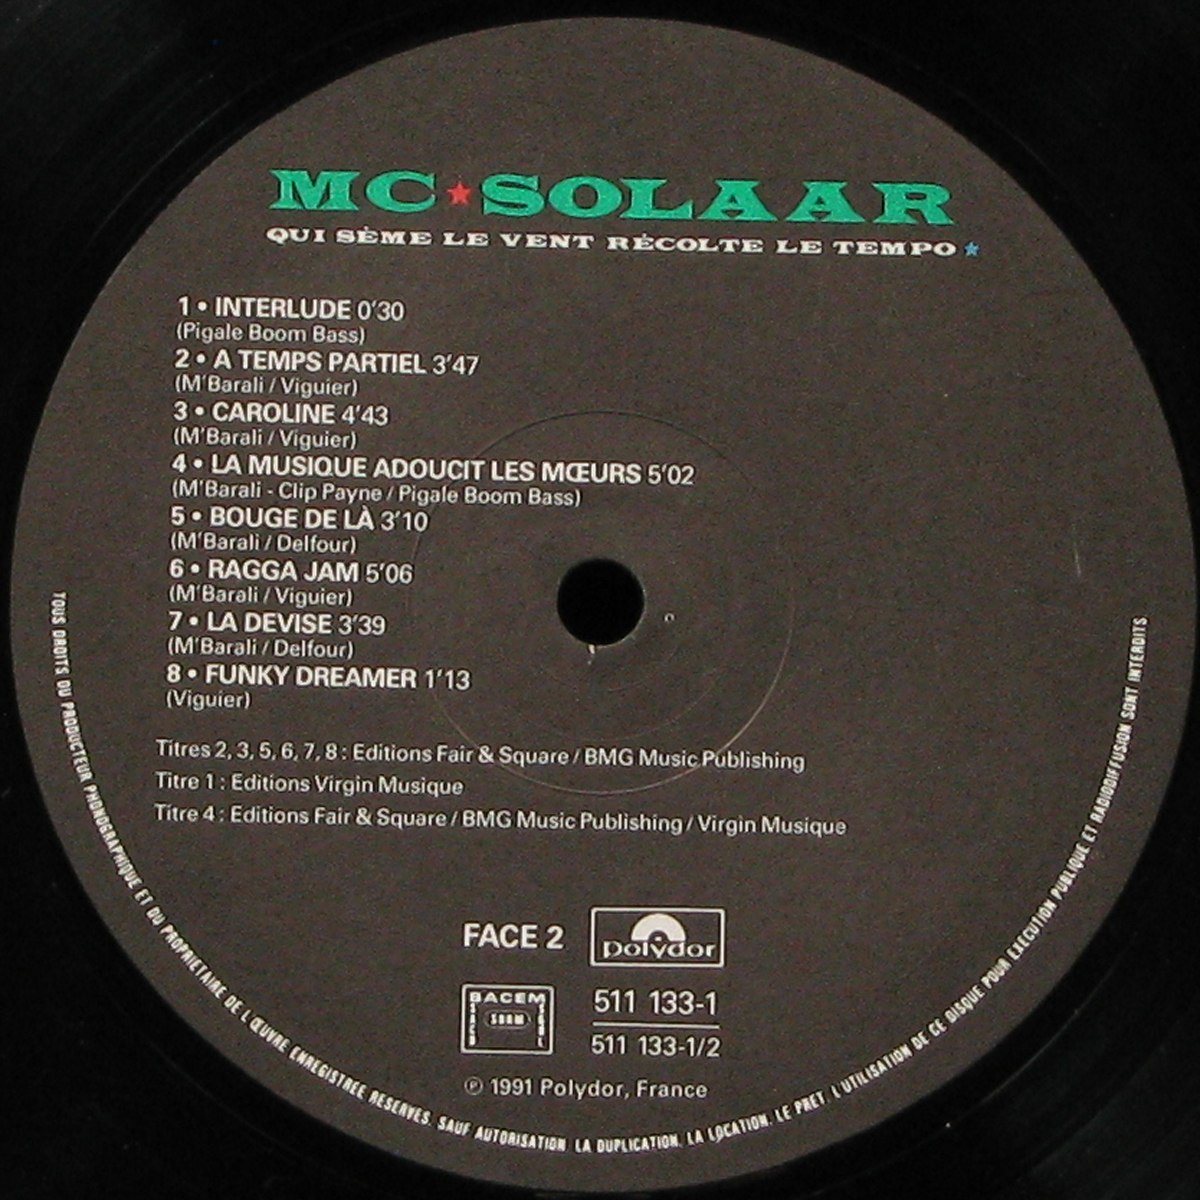 MC★SOLAAR
QUI SÈME LE VENT RÉCOLTE LE TEMPO★
1 • INTERLUDE 0'30
(Pigale Boom Bass)
2 • A TEMPS PARTIEL 3'47
(M'Barali / Viguier)
3 • CAROLINE 4'43
(M'Barali / Viguier)
4 • LA MUSIQUE ADOUCIT LES MŒURS 5'02
(M'Barali - Clip Payne / Pigale Boom Bass)
5 • BOUGE DE LÀ 3'10
(M'Barali / Delfour)
6 • RAGGA JAM 5'06
(M'Barali / Viguier)
7 • LA DEVISE 3'39
(M'Barali / Delfour)
8 • FUNKY DREAMER 1'13
(Viguier)
Titres 2, 3, 5, 6, 7, 8 : Editions Fair & Square / BMG Music Publishing
Titre 1 : Editions Virgin Musique
Titre 4 : Editions Fair & Square / BMG Music Publishing / Virgin Musique
FACE 2
polydor
BACEM
SACD
SDRM
SGDL
511 133-1
511 133-1/2
℗ 1991 Polydor, France
TOUS DROITS DU PRODUCTEUR PHONOGRAPHIQUE ET DU PROPRIETAIRE DE L'ŒUVRE ENREGISTREE RESERVES. SAUF AUTORISATION LA DUPLICATION, LA LOCATION, LE PRET, L'UTILISATION DE CE DISQUE POUR EXECUTION PUBLIQUE ET RADIODIFFUSION SONT INTERDITS